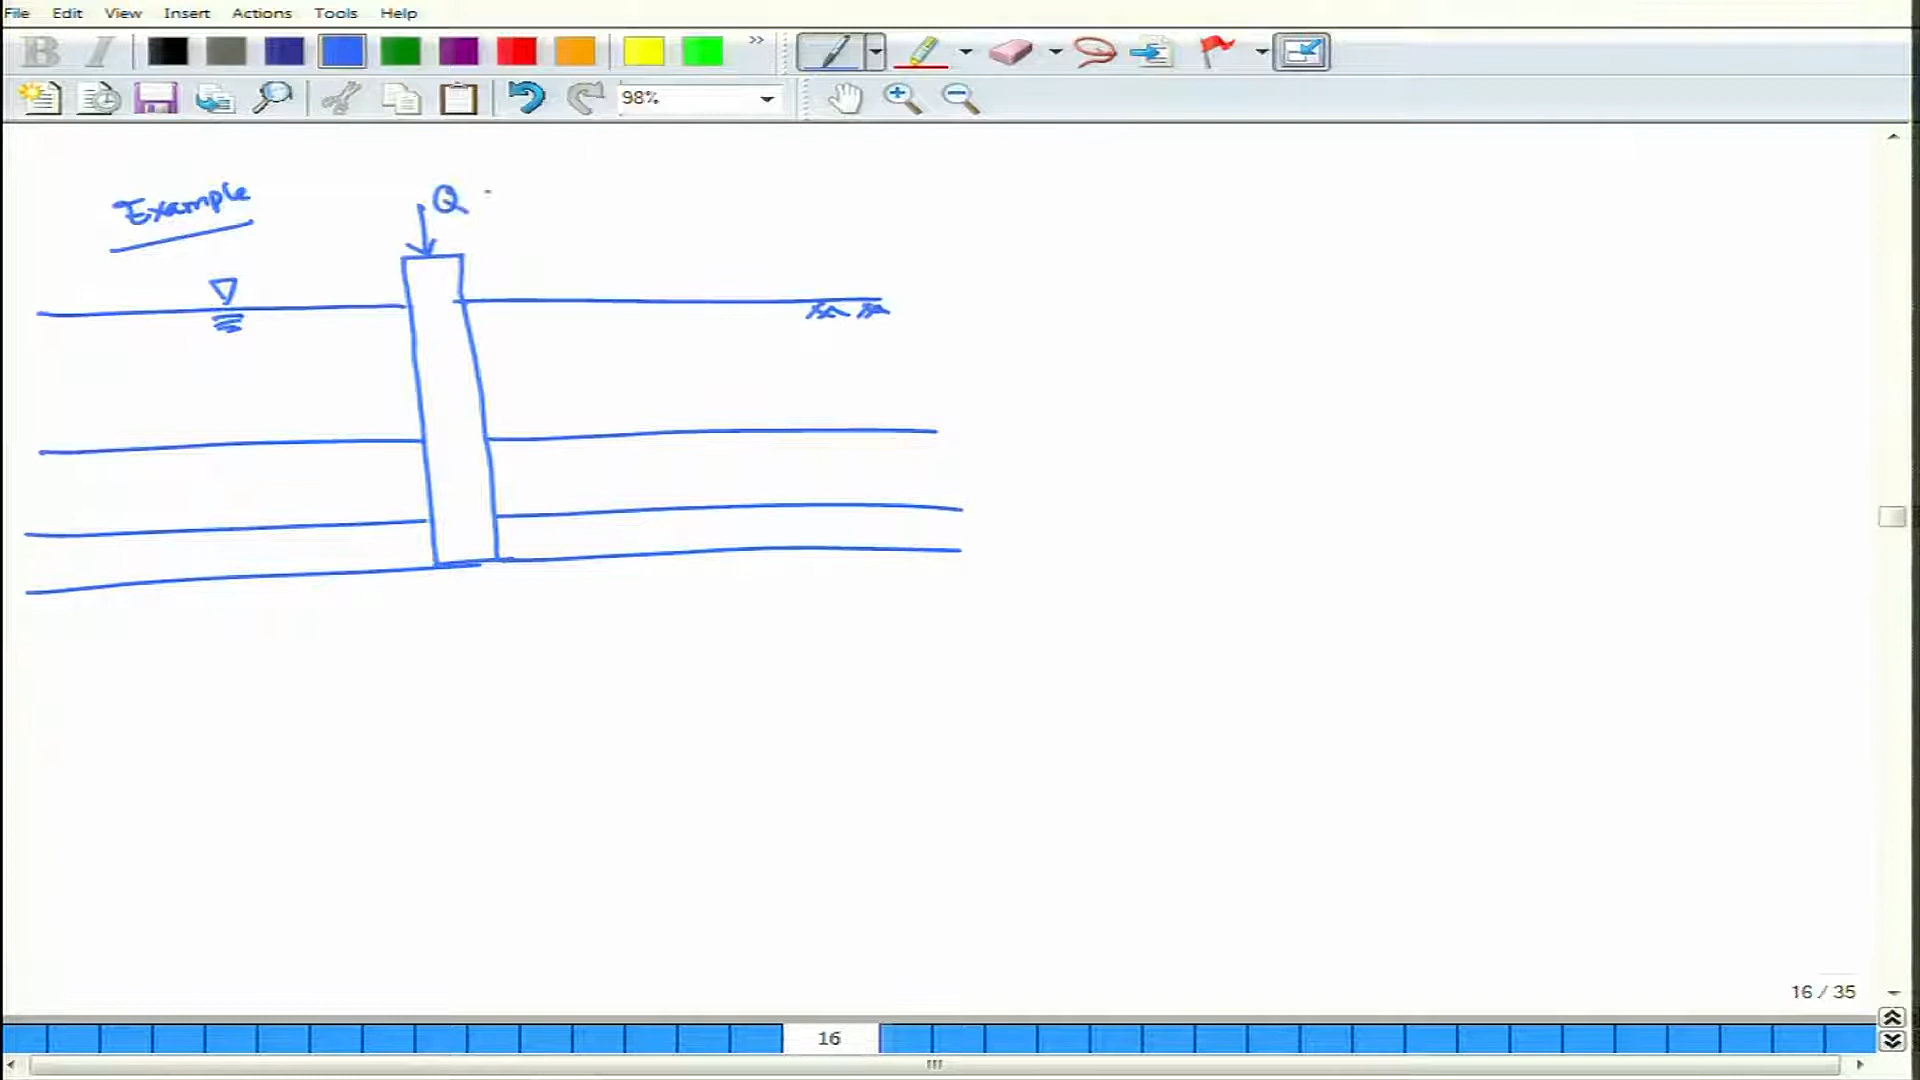 File Edit View Insert Actions Tools Help
B I
98%
Example
Q
16 / 35
16